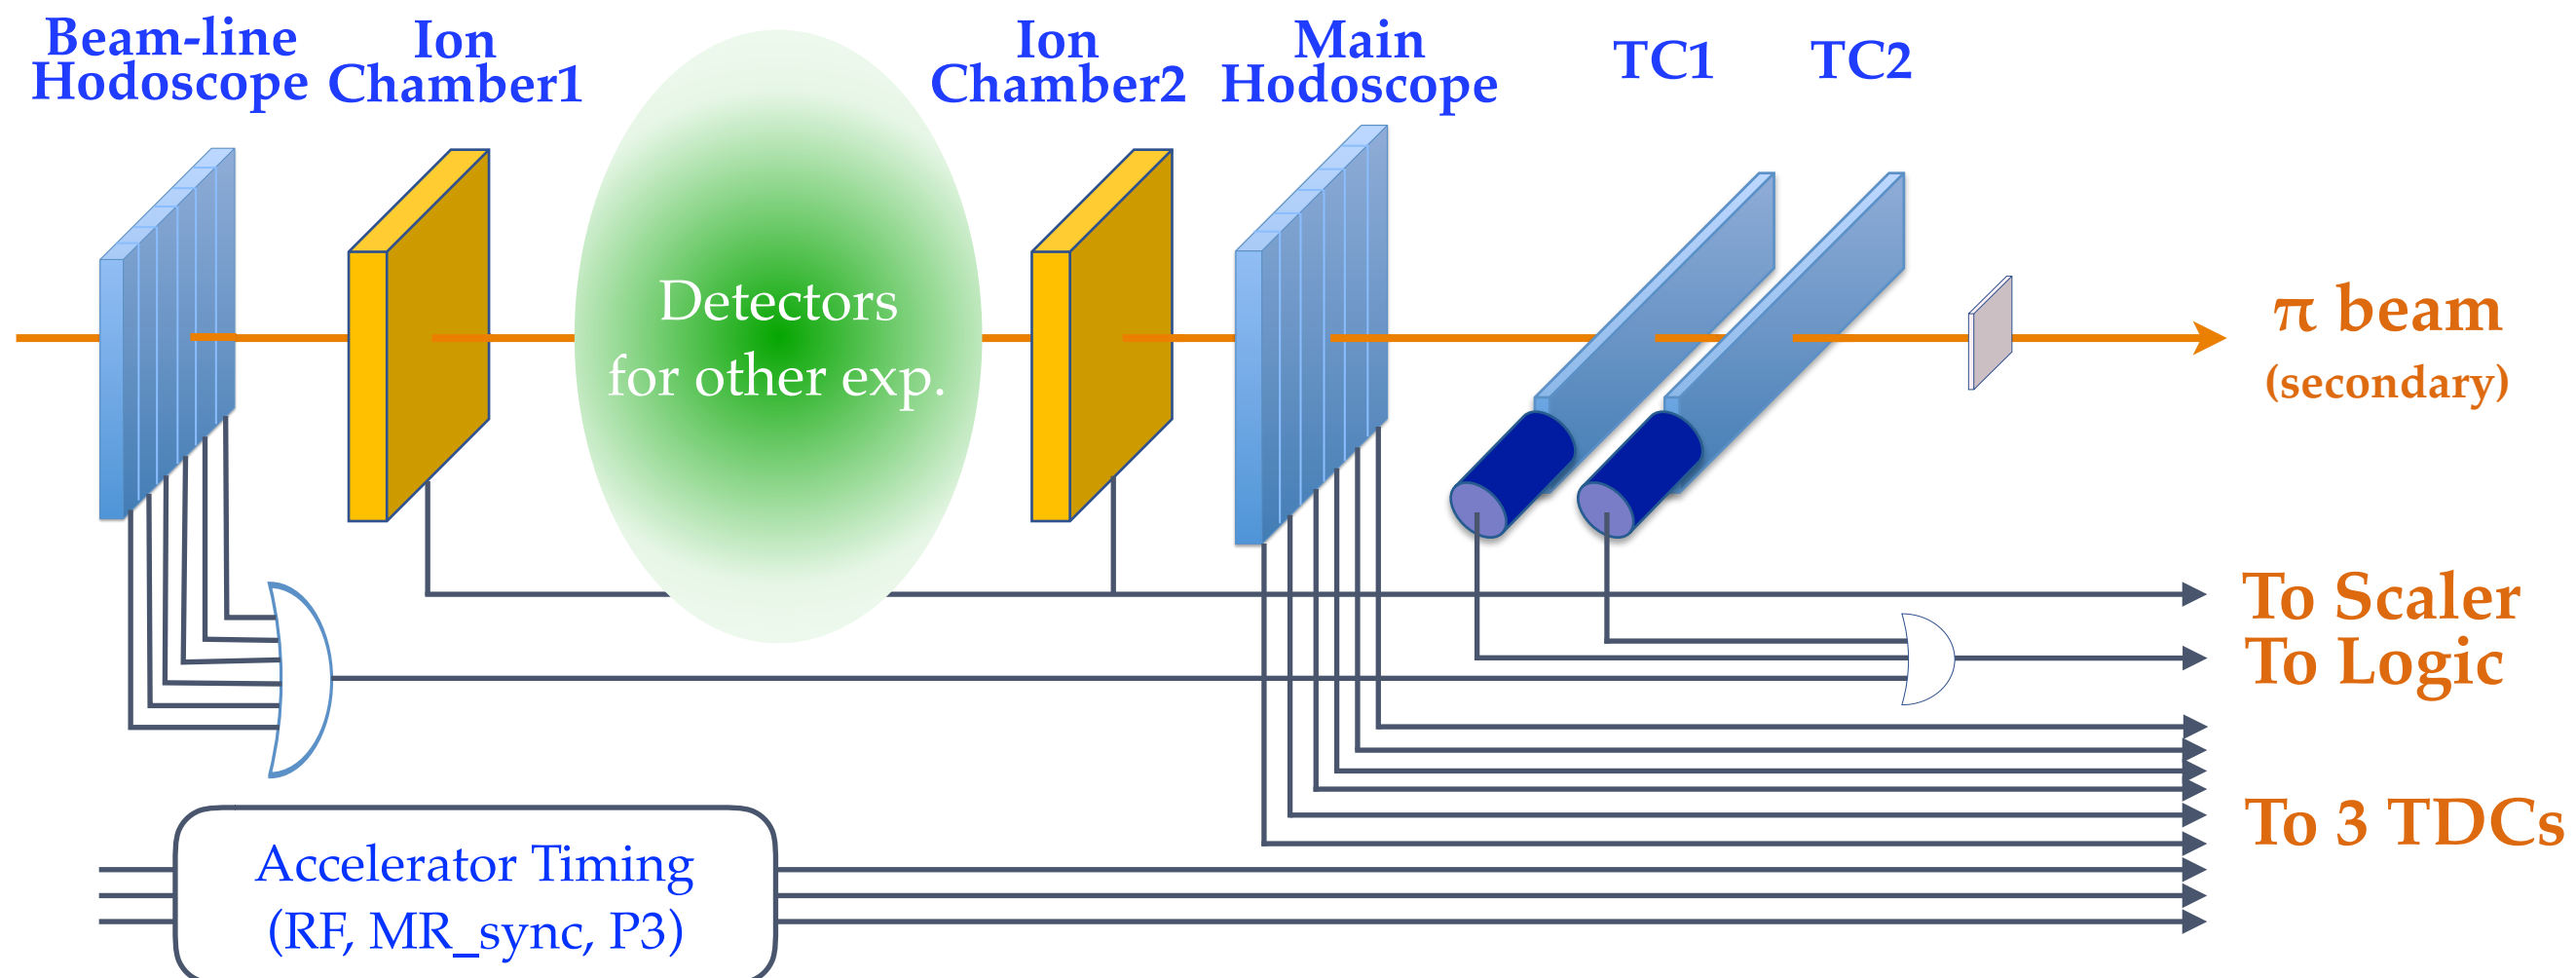 Beam-line
Hodoscope
Ion
Chamber1
Ion
Chamber2
Main
Hodoscope
TC1
TC2
Detectors
for other exp.
π beam
(secondary)
To Scaler
To Logic
To 3 TDCs
Accelerator Timing
(RF, MR_sync, P3)